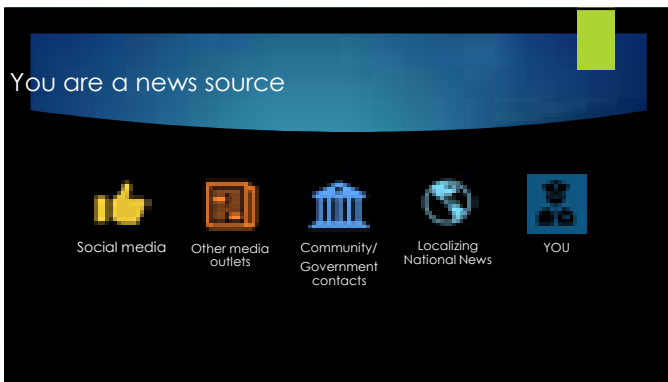 You are a news source
Social media
Other media
outlets
Community/
Government
contacts
Localizing
National News
YOU